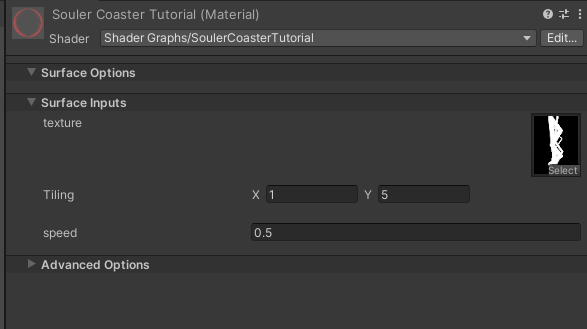 Souler Coaster Tutorial (Material)
Shader Shader Graphs/SoulerCoasterTutorial Edit...
Surface Options
Surface Inputs
texture
Select
Tiling X 1 Y 5
speed 0.5
Advanced Options